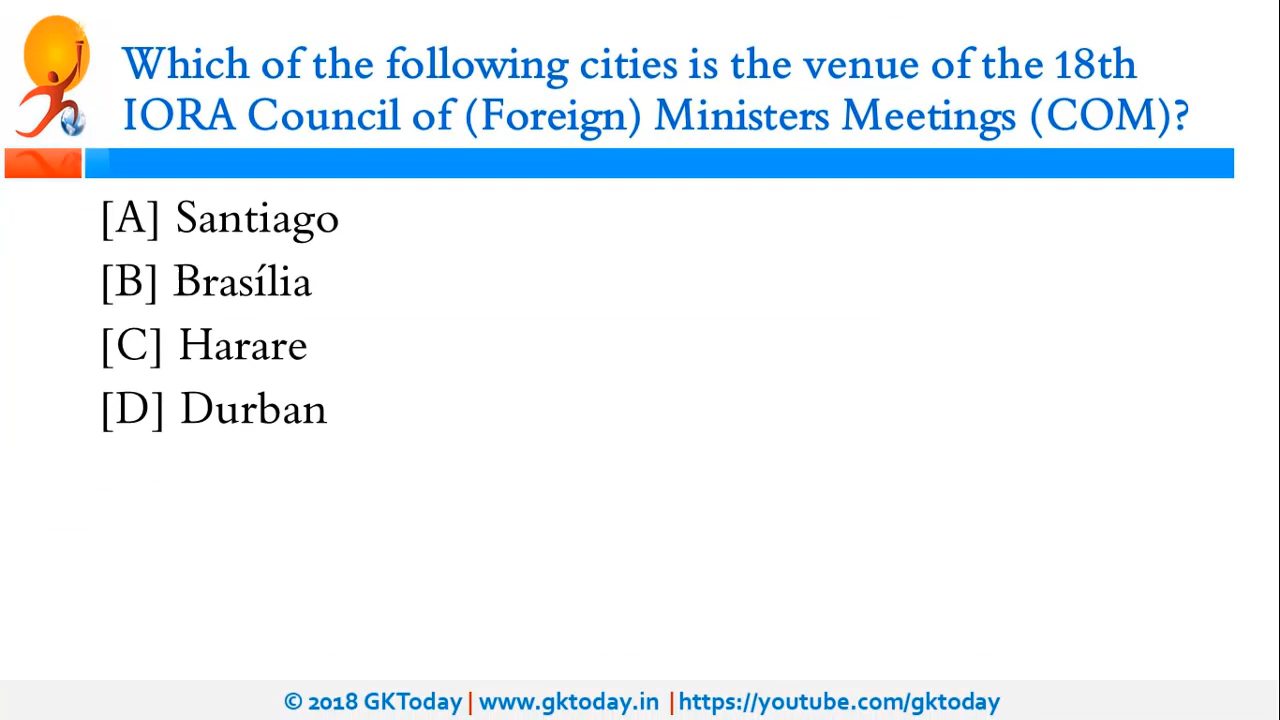 Which of the following cities is the venue of the 18th
IORA Council of (Foreign) Ministers Meetings (COM)?
[A] Santiago
[B] Brasília
[C] Harare
[D] Durban
© 2018 GKToday | www.gktoday.in | https://youtube.com/gktoday